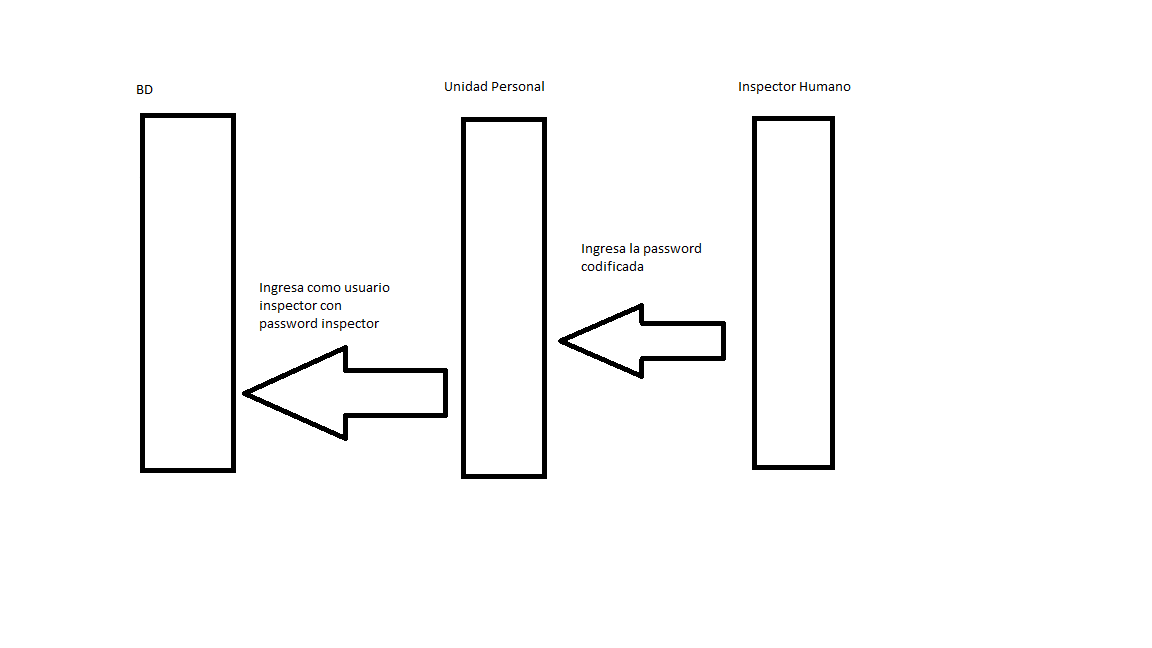 BD
Unidad Personal
Inspector Humano
Ingresa la password
codificada
Ingresa como usuario
inspector con
password inspector